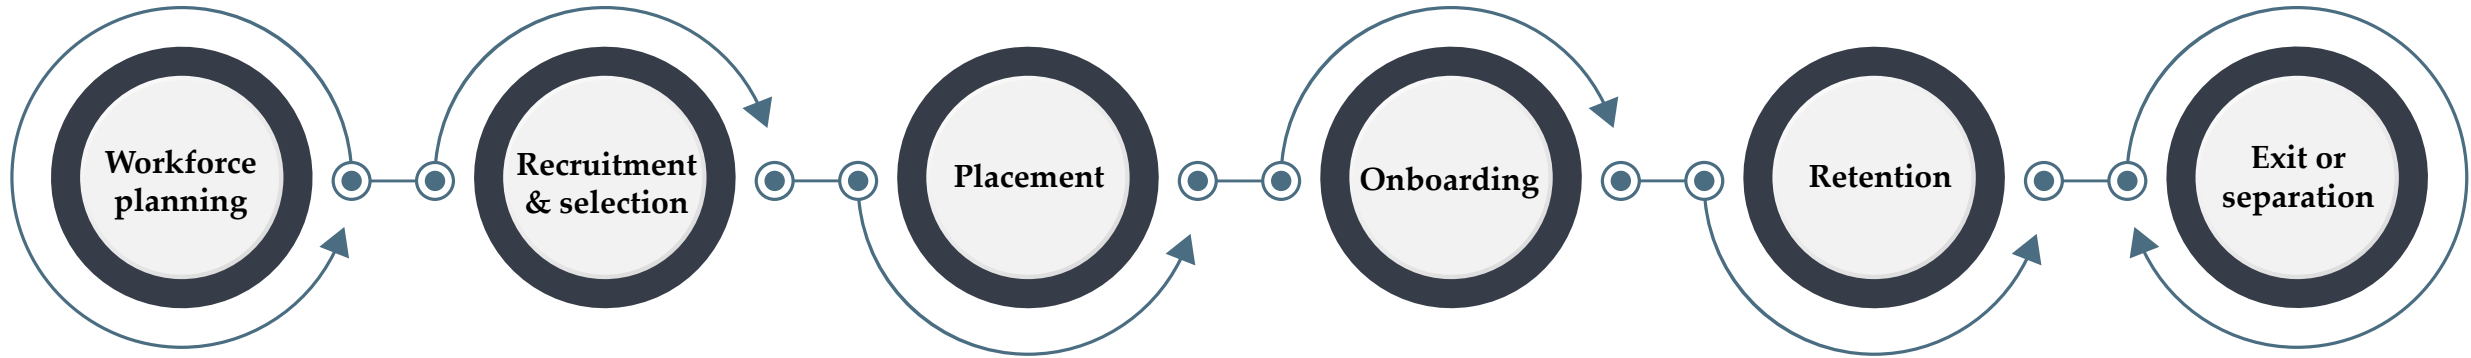 Workforce
planning
Recruitment
& selection
Placement
Onboarding
Retention
Exit or
separation